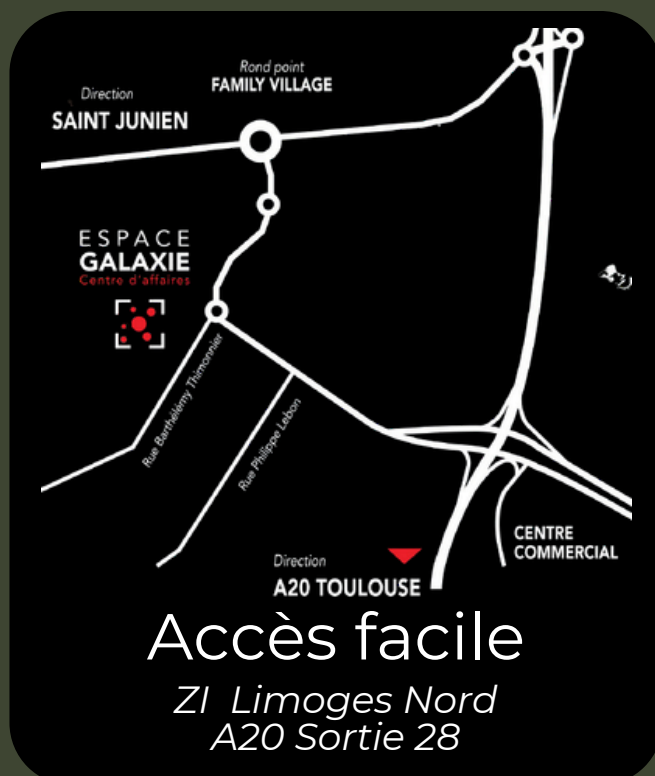 Rond point
FAMILY VILLAGE
Direction
SAINT JUNIEN
ESPACE
GALAXIE
Centre d'affaires
Rue Barthélémy Thimonnier
Rue Philippe Lebon
CENTRE
COMMERCIAL
Direction
A20 TOULOUSE
Accès facile
ZI Limoges Nord
A20 Sortie 28